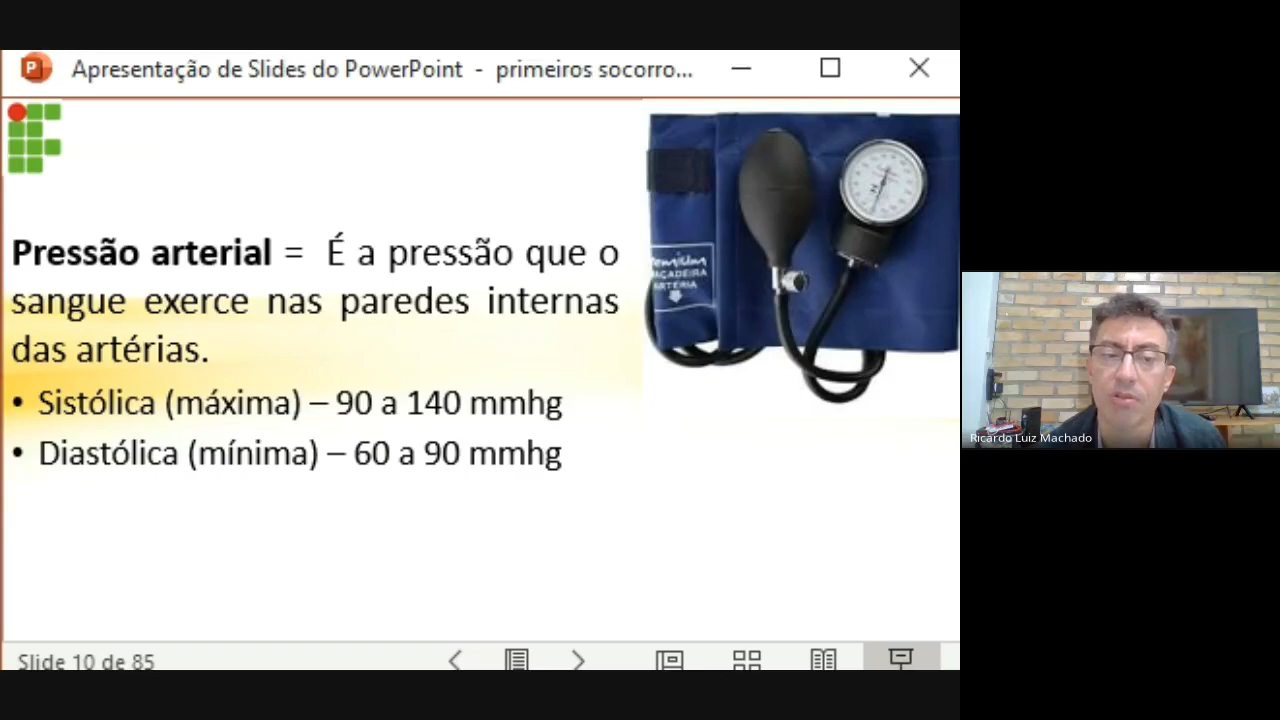 Apresentação de Slides do PowerPoint - primeiros socorro...
Pressão arterial = É a pressão que o
sangue exerce nas paredes internas
das artérias.
• Sistólica (máxima) – 90 a 140 mmhg
• Diastólica (mínima) – 60 a 90 mmhg
ARTÉRIA
Ricardo Luiz Machado
Slide 10 de 85